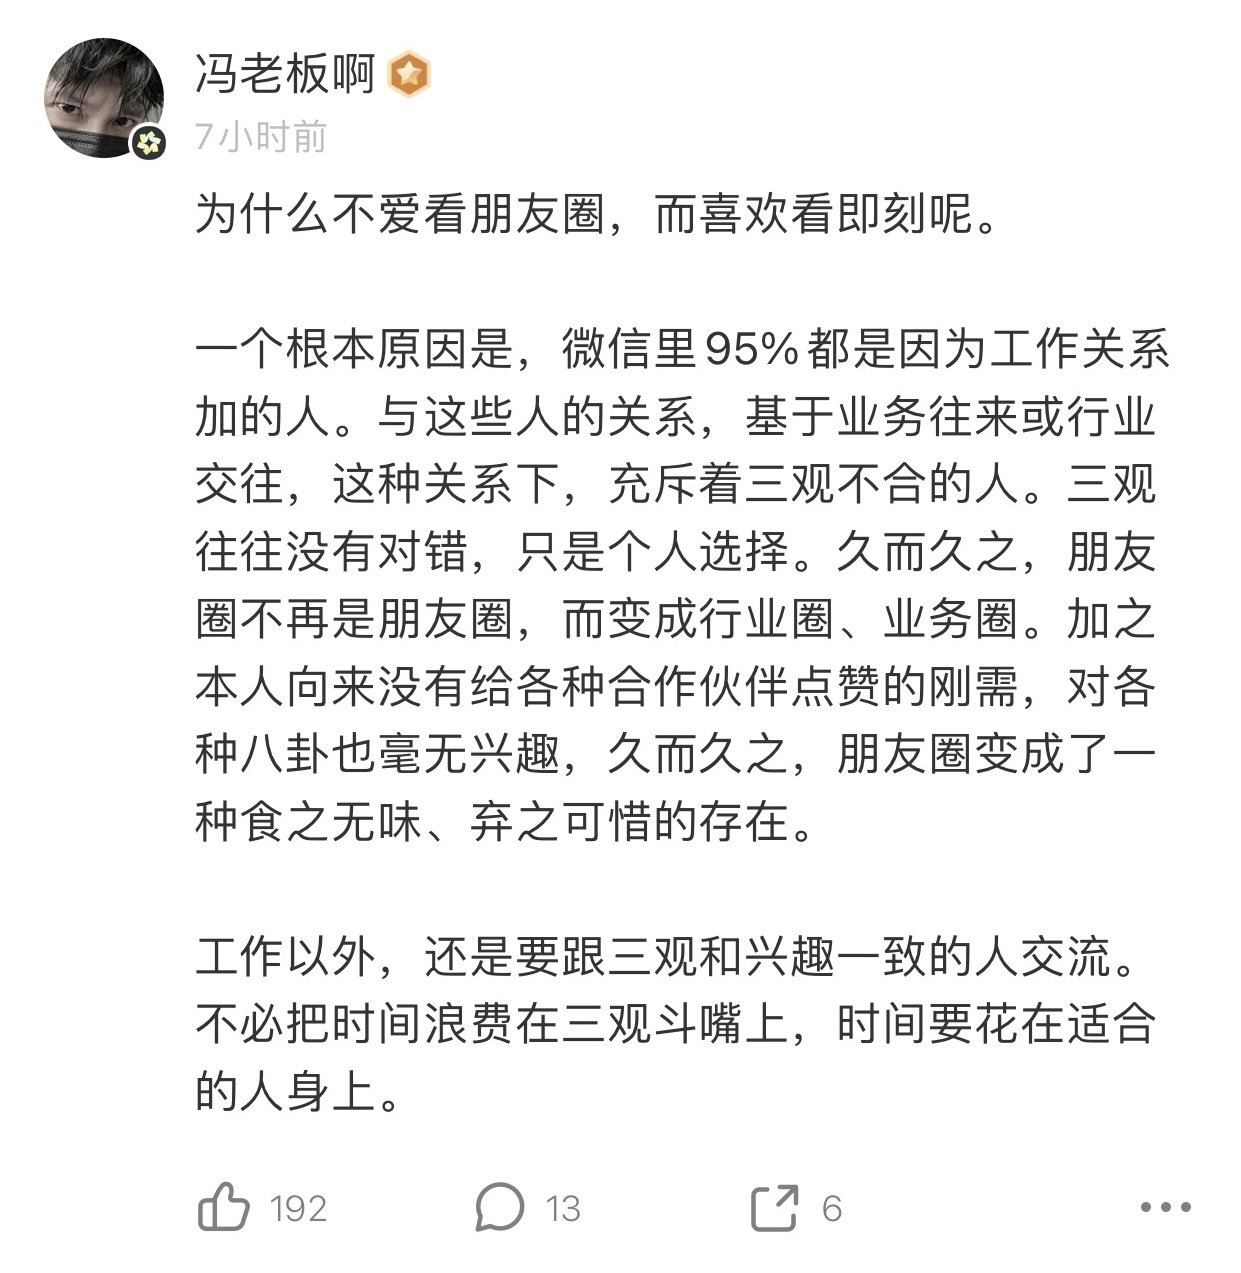 冯老板啊
7小时前
为什么不爱看朋友圈，而喜欢看即刻呢。
一个根本原因是，微信里95%都是因为工作关系
加的人。与这些人的关系，基于业务往来或行业
交往，这种关系下，充斥着三观不合的人。三观
往往没有对错，只是个人选择。久而久之，朋友
圈不再是朋友圈，而变成行业圈、业务圈。加之
本人向来没有给各种合作伙伴点赞的刚需，对各
种八卦也毫无兴趣，久而久之，朋友圈变成了一
种食之无味、弃之可惜的存在。
工作以外，还是要跟三观和兴趣一致的人交流。
不必把时间浪费在三观斗嘴上，时间要花在适合
的人身上。
192 13 6